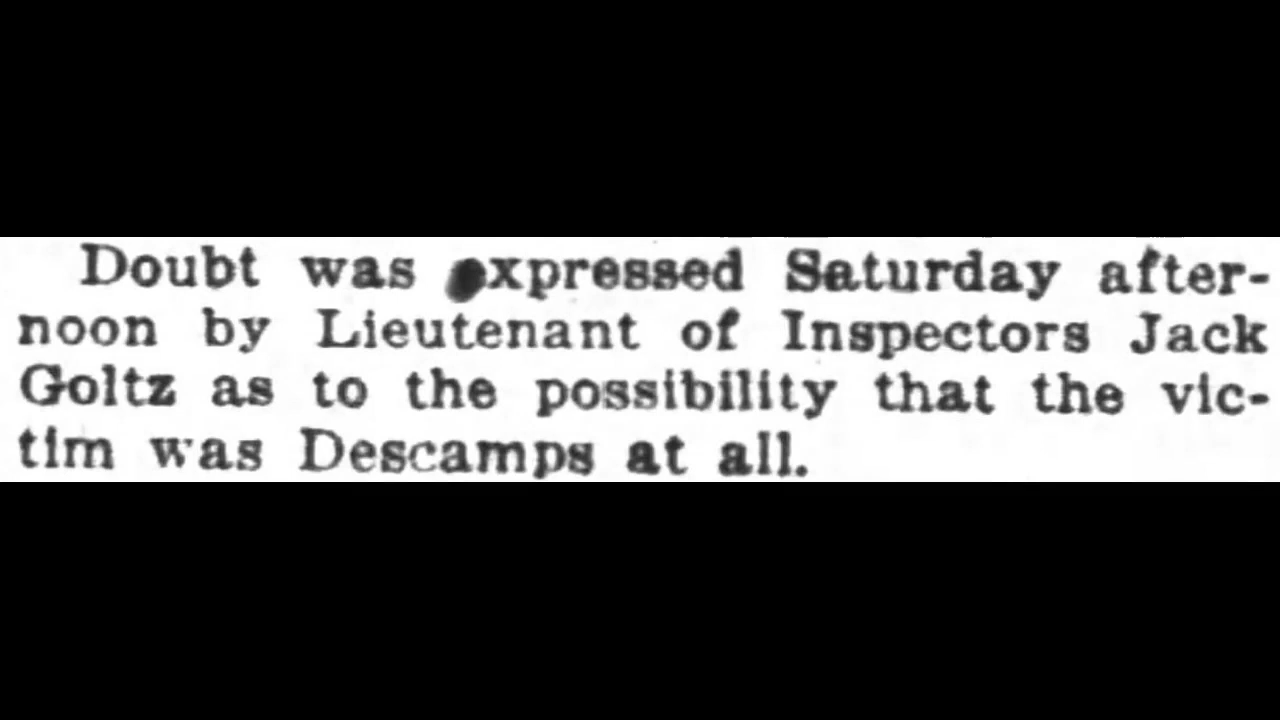 Doubt was expressed Saturday after-
noon by Lieutenant of Inspectors Jack
Goltz as to the possibility that the vic-
tim was Descamps at all.